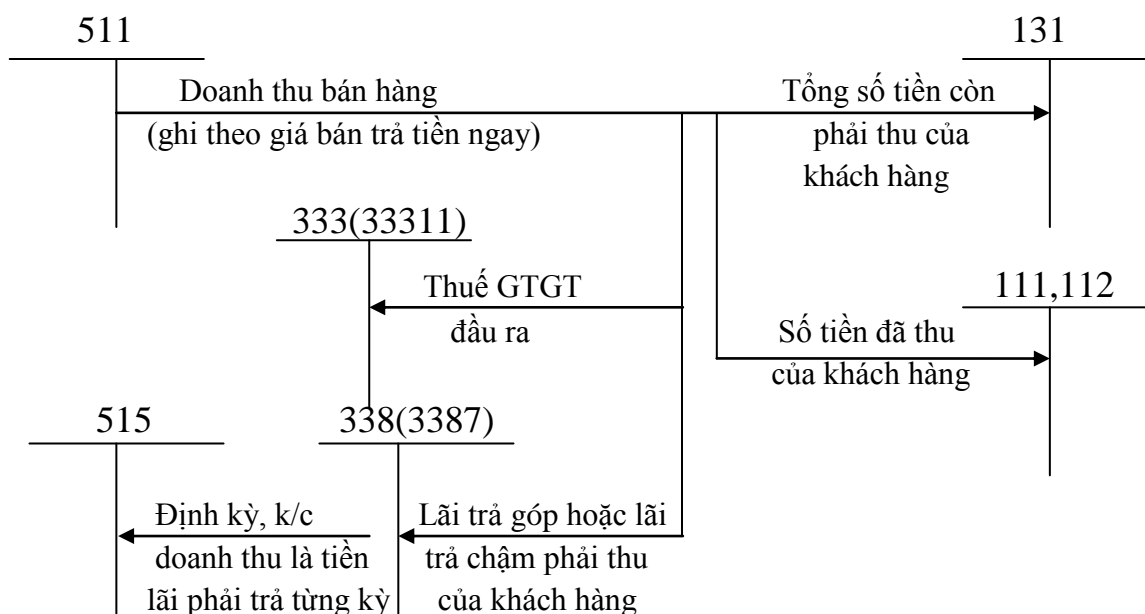 511
131
Doanh thu bán hàng
(ghi theo giá bán trả tiền ngay)
Tổng số tiền còn
phải thu của
khách hàng
333(33311)
Thuế GTGT
đầu ra
111,112
Số tiền đã thu
của khách hàng
515
338(3387)
Định kỳ, k/c
doanh thu là tiền
lãi phải trả từng kỳ
Lãi trả góp hoặc lãi
trả chậm phải thu
của khách hàng